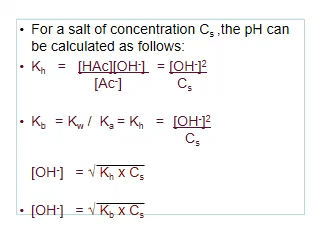 • For a salt of concentration Cs ,the pH can
be calculated as follows:
• Kh = [HAc][OH-] = [OH-]2
[Ac-] Cs
• Kb = Kw / Ka = Kh = [OH-]2
Cs
[OH-] = √ Kh x Cs
• [OH-] = √ Kb x Cs